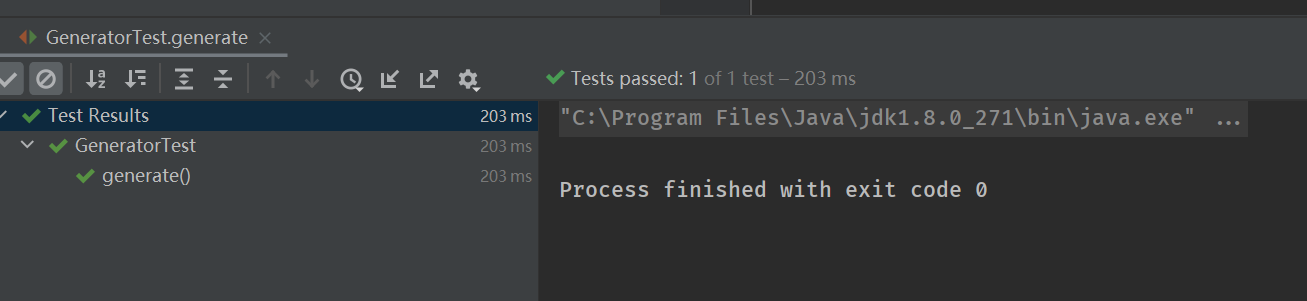 GeneratorTest.generate
Tests passed: 1 of 1 test – 203 ms
Test Results 203 ms
GeneratorTest 203 ms
generate() 203 ms
"C:\Program Files\Java\jdk1.8.0_271\bin\java.exe" ...
Process finished with exit code 0